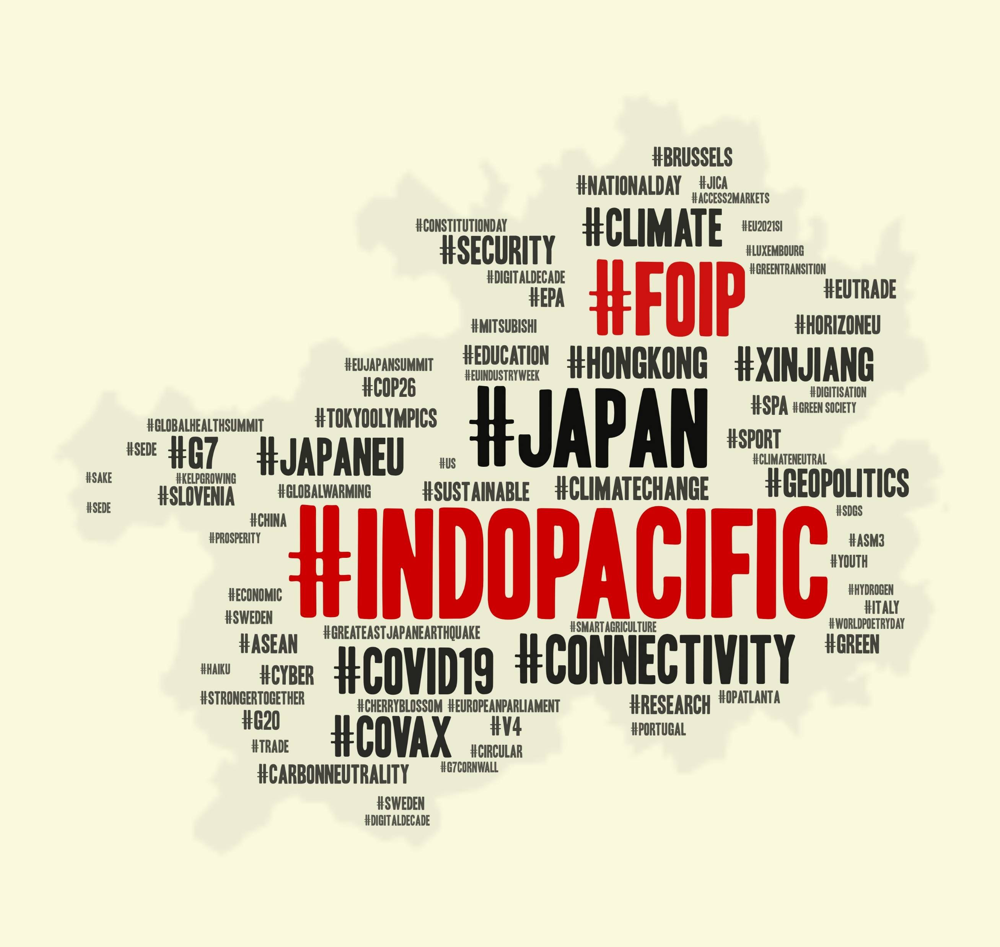 #BRUSSELS
#NATIONALDAY #JICA
#ACCESS2MARKETS
#CLIMATE
#CONSTITUTIONDAY
#EU2021SI
#SECURITY
#LUXEMBOURG
#GREENTRANSITION
#DIGITALDECADE
#FOIP
#EUTRADE
#EPA
#MITSUBISHI
#HORIZONEU
#EDUCATION
#HONGKONG
#XINJIANG
#EUJAPANSUMMIT
#EUINDUSTRYWEEK
#COP26
#DIGITISATION
#SPA #GREEN SOCIETY
#TOKYOOLYMPICS
#JAPAN
#GLOBALHEALTHSUMMIT
#SPORT
#SEDE #G7
#JAPANEU
#US
#CLIMATENEUTRAL
#SAKE
#KELPGROWING
#GEOPOLITICS
#SLOVENIA
#GLOBALWARMING
#SUSTAINABLE
#CLIMATECHANGE
#SEDE
#SDGS
#CHINA
#PROSPERITY
#INDOPACIFIC
#ASM3
#YOUTH
#ECONOMIC
#HYDROGEN
#ITALY
#SWEDEN
#WORLDPOETRYDAY
#GREATEASTJAPANEARTHQUAKE
#SMARTAGRICULTURE
#ASEAN
#GREEN
#COVID19
#CONNECTIVITY
#HAIKU
#CYBER
#STRONGERTOGETHER
#CHERRYBLOSSOM #EUROPEANPARLIAMENT
#RESEARCH #OPATLANTA
#G20
#COVAX
#V4
#PORTUGAL
#TRADE
#CIRCULAR
#G7CORNWALL
#CARBONNEUTRALITY
#SWEDEN
#DIGITALDECADE